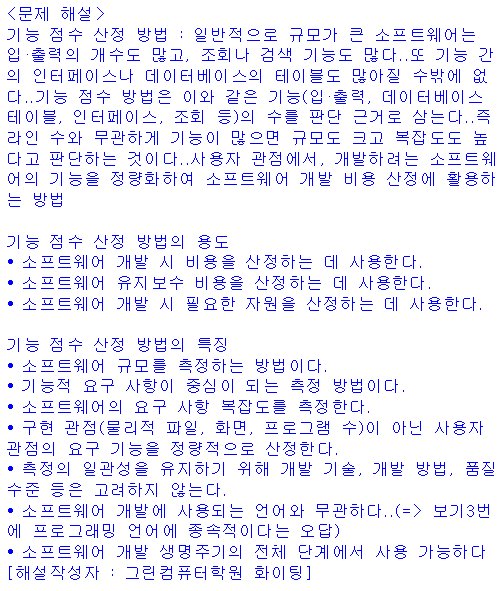 <문제 해설>
기능 점수 산정 방법 : 일반적으로 규모가 큰 소프트웨어는
입·출력의 개수도 많고, 조회나 검색 기능도 많다..또 기능 간
의 인터페이스나 데이터베이스의 테이블도 많아질 수밖에 없
다..기능 점수 방법은 이와 같은 기능(입·출력, 데이터베이스
테이블, 인터페이스, 조회 등)의 수를 판단 근거로 삼는다..즉
라인 수와 무관하게 기능이 많으면 규모도 크고 복잡도도 높
다고 판단하는 것이다..사용자 관점에서, 개발하려는 소프트웨
어의 기능을 정량화하여 소프트웨어 개발 비용 산정에 활용하
는 방법
기능 점수 산정 방법의 용도
• 소프트웨어 개발 시 비용을 산정하는 데 사용한다.
• 소프트웨어 유지보수 비용을 산정하는 데 사용한다.
• 소프트웨어 개발 시 필요한 자원을 산정하는 데 사용한다.
기능 점수 산정 방법의 특징
• 소프트웨어 규모를 측정하는 방법이다.
• 기능적 요구 사항이 중심이 되는 측정 방법이다.
• 소프트웨어의 요구 사항 복잡도를 측정한다.
• 구현 관점(물리적 파일, 화면, 프로그램 수)이 아닌 사용자
관점의 요구 기능을 정량적으로 산정한다.
• 측정의 일관성을 유지하기 위해 개발 기술, 개발 방법, 품질
수준 등은 고려하지 않는다.
• 소프트웨어 개발에 사용되는 언어와 무관하다..(=> 보기3번
에 프로그래밍 언어에 종속적이다는 오답)
• 소프트웨어 개발 생명주기의 전체 단계에서 사용 가능하다
[해설작성자 : 그린컴퓨터학원 화이팅]